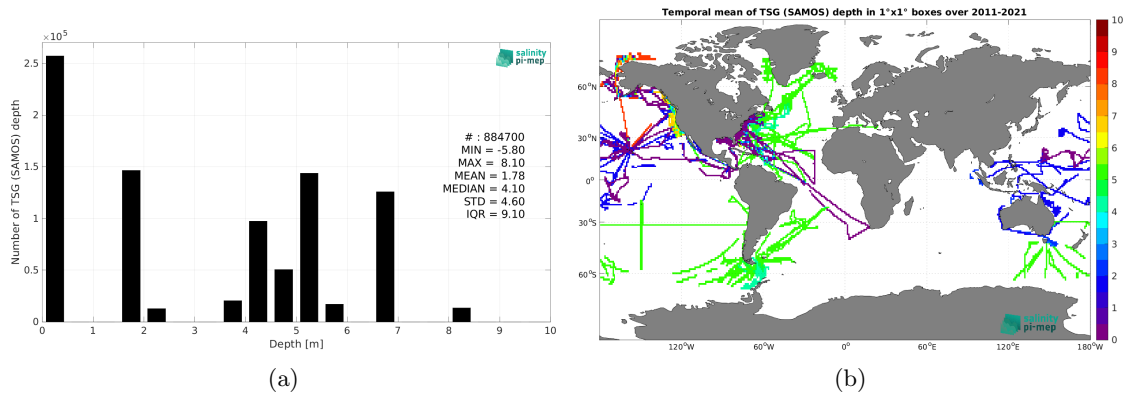 ×10⁵
2.5
2
1.5
1
0.5
0
0 1 2 3 4 5 6 7 8 9 10
Number of TSG (SAMOS) depth
Depth [m]
salinity
pi-mep
# : 884700
MIN = -5.80
MAX = 8.10
MEAN = 1.78
MEDIAN = 4.10
STD = 4.60
IQR = 9.10
(a)
Temporal mean of TSG (SAMOS) depth in 1°x1° boxes over 2011-2021
60°N
30°N
0°
30°S
60°S
120°W 60°W 0° 60°E 120°E 180°W
salinity
pi-mep
10
9
8
7
6
5
4
3
2
1
0
(b)